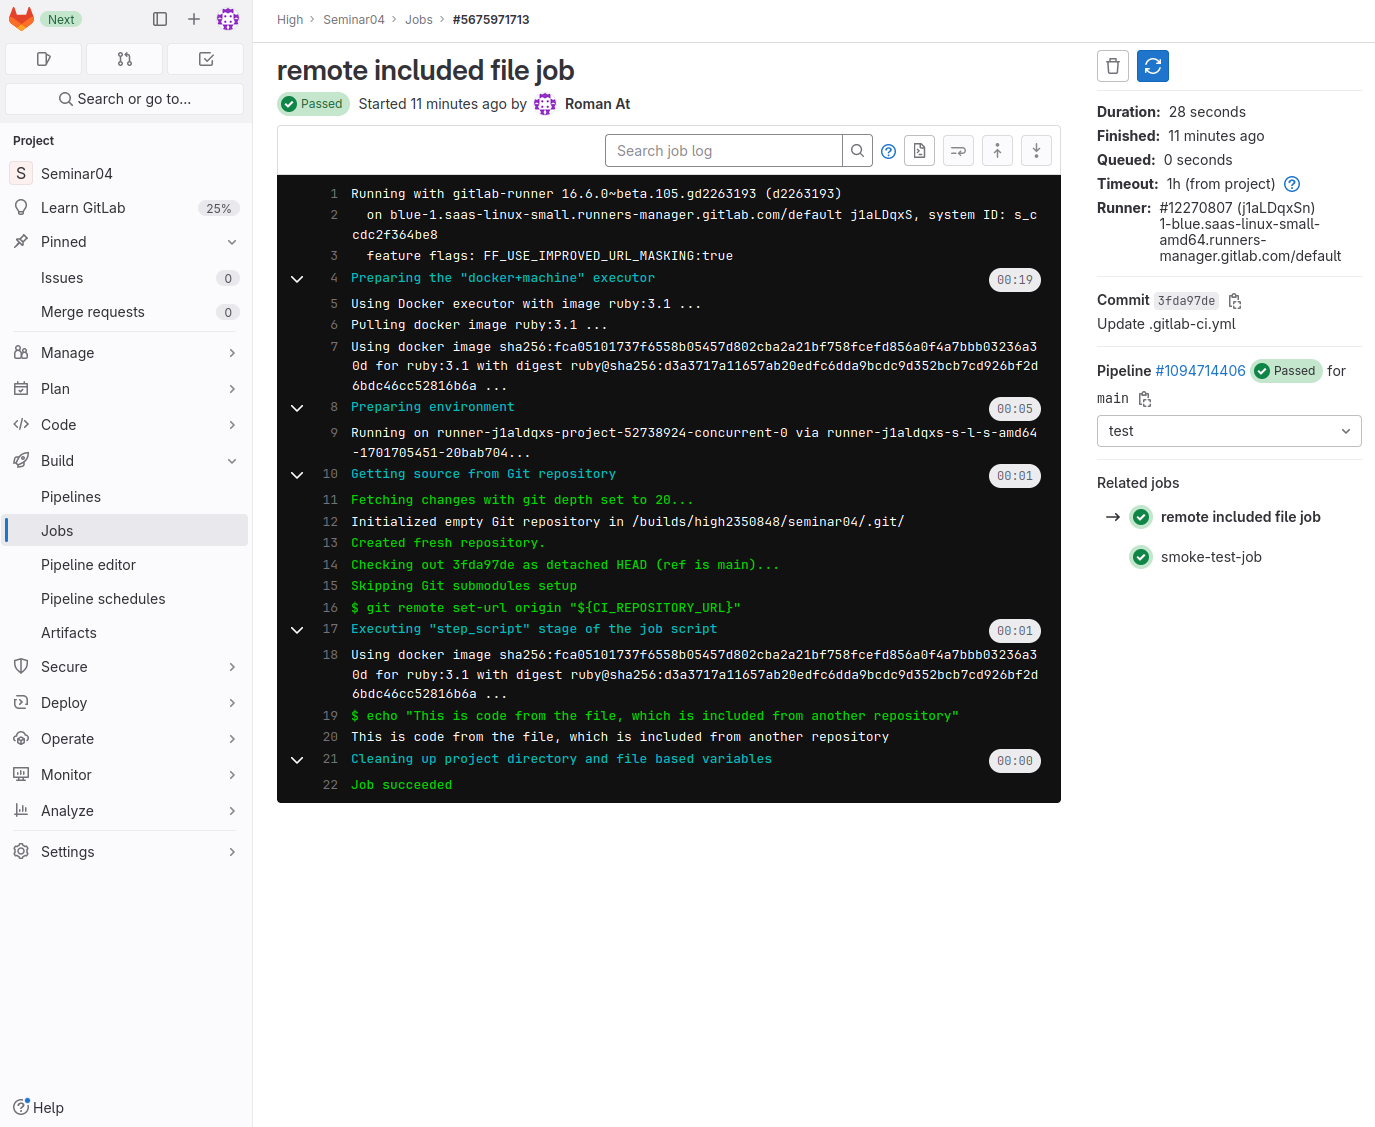 Next
Search or go to...
Project
S Seminar04
Learn GitLab 25%
Pinned
Issues 0
Merge requests 0
Manage
Plan
Code
Build
Pipelines
Jobs
Pipeline editor
Pipeline schedules
Artifacts
Secure
Deploy
Operate
Monitor
Analyze
Settings
Help
High › Seminar04 › Jobs › #5675971713
remote included file job
Passed Started 11 minutes ago by Roman At
Search job log
1 Running with gitlab-runner 16.6.0~beta.105.gd2263193 (d2263193)
2 on blue-1.saas-linux-small.runners-manager.gitlab.com/default j1aLDqxS, system ID: s_c
cdc2f364be8
3 feature flags: FF_USE_IMPROVED_URL_MASKING:true
4 Preparing the "docker+machine" executor 00:19
5 Using Docker executor with image ruby:3.1 ...
6 Pulling docker image ruby:3.1 ...
7 Using docker image sha256:fca05101737f6558b05457d802cba2a21bf758fcefd856a0f4a7bbb03236a3
0d for ruby:3.1 with digest ruby@sha256:d3a3717a11657ab20edfc6dda9bcdc9d352bcb7cd926bf2d
6bdc46cc52816b6a ...
8 Preparing environment 00:05
9 Running on runner-j1aldqxs-project-52738924-concurrent-0 via runner-j1aldqxs-s-l-s-amd64
-1701705451-20bab704...
10 Getting source from Git repository 00:01
11 Fetching changes with git depth set to 20...
12 Initialized empty Git repository in /builds/high2350848/seminar04/.git/
13 Created fresh repository.
14 Checking out 3fda97de as detached HEAD (ref is main)...
15 Skipping Git submodules setup
16 $ git remote set-url origin "${CI_REPOSITORY_URL}"
17 Executing "step_script" stage of the job script 00:01
18 Using docker image sha256:fca05101737f6558b05457d802cba2a21bf758fcefd856a0f4a7bbb03236a3
0d for ruby:3.1 with digest ruby@sha256:d3a3717a11657ab20edfc6dda9bcdc9d352bcb7cd926bf2d
6bdc46cc52816b6a ...
19 $ echo "This is code from the file, which is included from another repository"
20 This is code from the file, which is included from another repository
21 Cleaning up project directory and file based variables 00:00
22 Job succeeded
Duration: 28 seconds
Finished: 11 minutes ago
Queued: 0 seconds
Timeout: 1h (from project)
Runner: #12270807 (j1aLDqxSn)
1-blue.saas-linux-small-
amd64.runners-
manager.gitlab.com/default
Commit 3fda97de
Update .gitlab-ci.yml
Pipeline #1094714406 Passed for
main
test
Related jobs
→ remote included file job
smoke-test-job